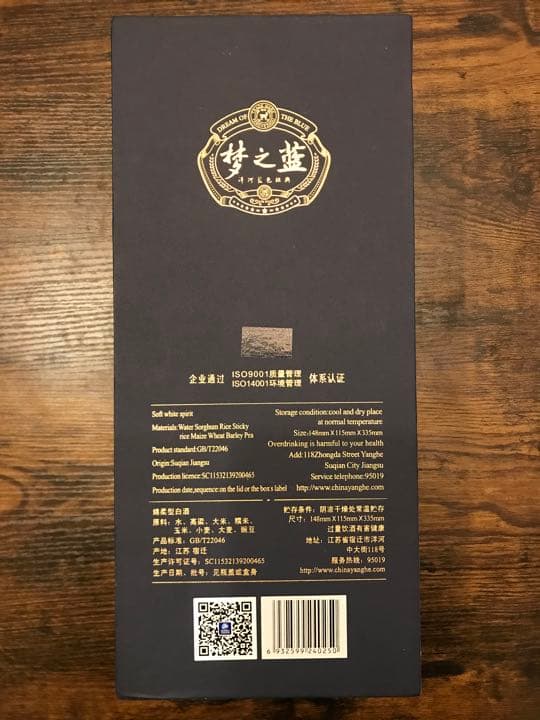 DREAM OF THE BLUE
梦之蓝
洋河蓝色经典
企业通过 ISO9001质量管理 体系认证
ISO14001环境管理
Soft white spirit
Materials:Water Sorghum Rice Sticky
rice Maize Wheat Barley Pea
Product standard:GB/T22046
Origin:Suqian Jiangsu
Production licence:SC11532139200465
Production date,sequence on the lid or the box's label
Storage condition:cool and dry place
at normal temperature
Size:148mm×115mm×335mm
Overdrinking is harmful to your health
Add:118Zhongda Street Yanghe
Suqian City Jiangsu
Service telephone:95019
http://www.chinayanghe.com
绵柔型白酒
原料：水、高粱、大米、糯米、
玉米、小麦、大麦、豌豆
产品标准：GB/T22046
产地：江苏 宿迁
生产许可证号：SC11532139200465
生产日期、批号：见瓶盖或盒身
贮存条件：阴凉干燥处常温贮存
尺寸：148mm×115mm×335mm
过量饮酒有害健康
地址：江苏省宿迁市洋河
中大街118号
服务热线：95019
http://www.chinayanghe.com
6 932599 240250